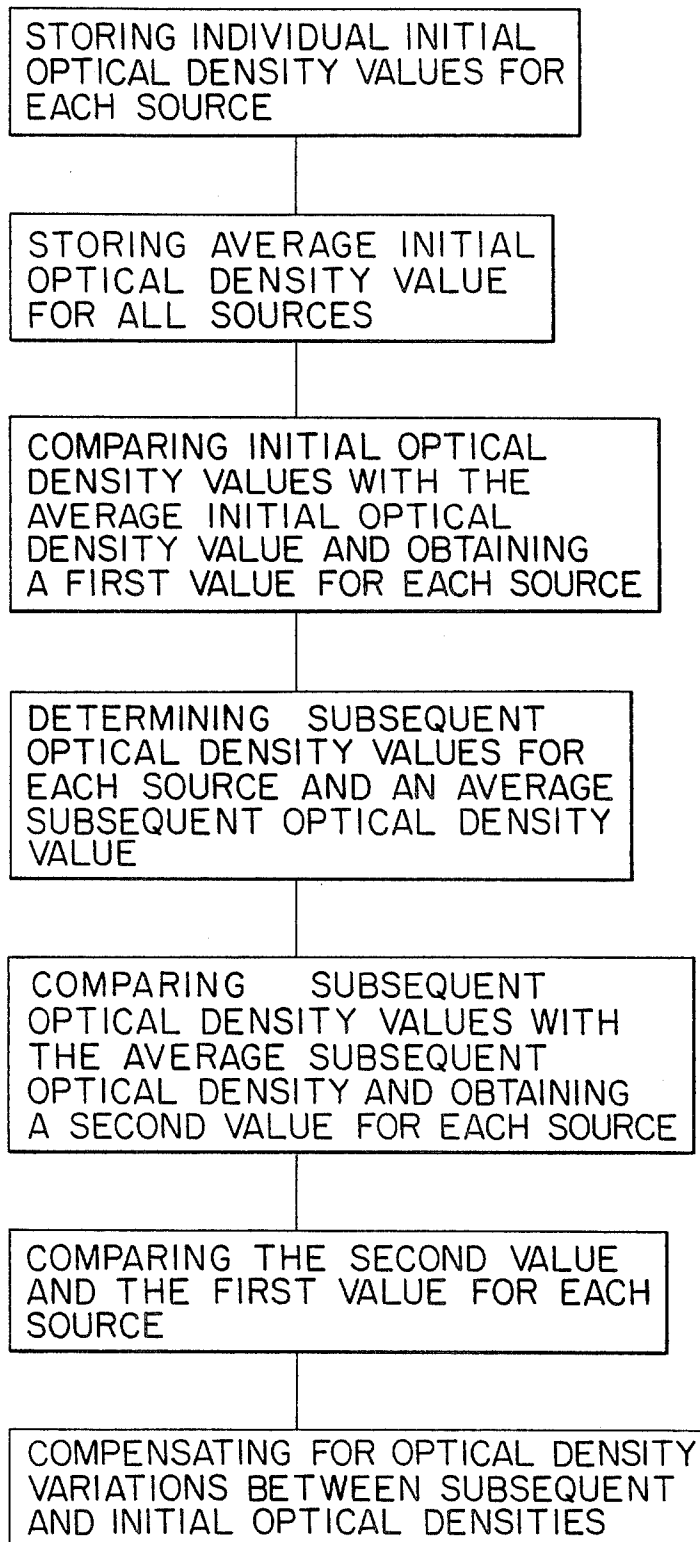 STORING INDIVIDUAL INITIAL
OPTICAL DENSITY VALUES FOR
EACH SOURCE
STORING AVERAGE INITIAL
OPTICAL DENSITY VALUE
FOR ALL SOURCES
COMPARING INITIAL OPTICAL
DENSITY VALUES WITH THE
AVERAGE INITIAL OPTICAL
DENSITY VALUE AND OBTAINING
A FIRST VALUE FOR EACH SOURCE
DETERMINING SUBSEQUENT
OPTICAL DENSITY VALUES FOR
EACH SOURCE AND AN AVERAGE
SUBSEQUENT OPTICAL DENSITY
VALUE
COMPARING SUBSEQUENT
OPTICAL DENSITY VALUES WITH
THE AVERAGE SUBSEQUENT
OPTICAL DENSITY AND OBTAINING
A SECOND VALUE FOR EACH SOURCE
COMPARING THE SECOND VALUE
AND THE FIRST VALUE FOR EACH
SOURCE
COMPENSATING FOR OPTICAL DENSITY
VARIATIONS BETWEEN SUBSEQUENT
AND INITIAL OPTICAL DENSITIES